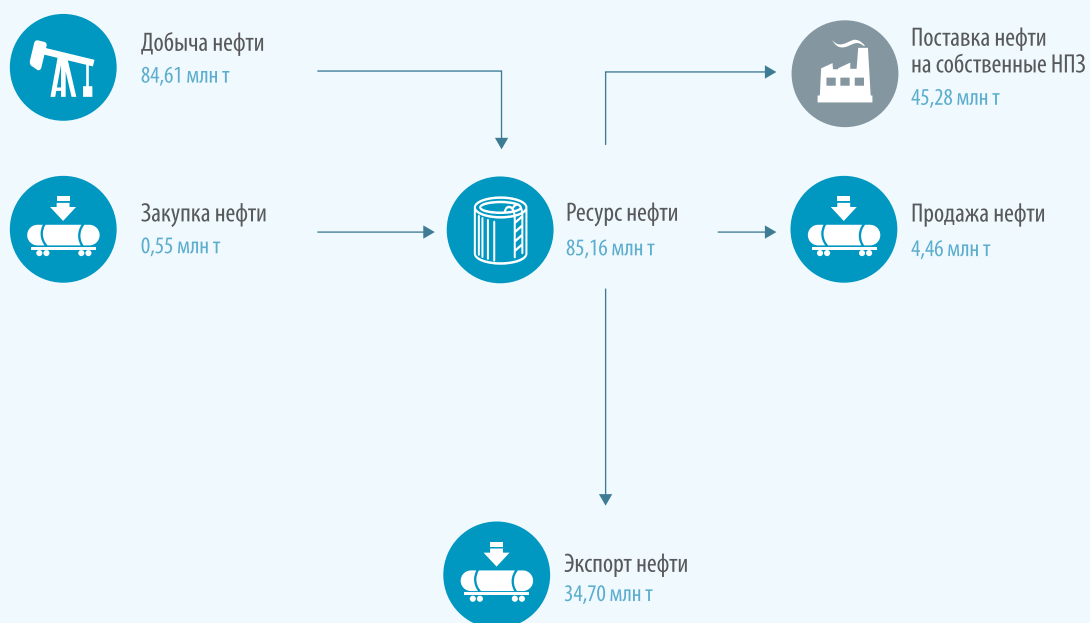 Добыча нефти
84,61 млн т
Поставка нефти
на собственные НПЗ
45,28 млн т
Закупка нефти
0,55 млн т
Ресурс нефти
85,16 млн т
Продажа нефти
4,46 млн т
Экспорт нефти
34,70 млн т